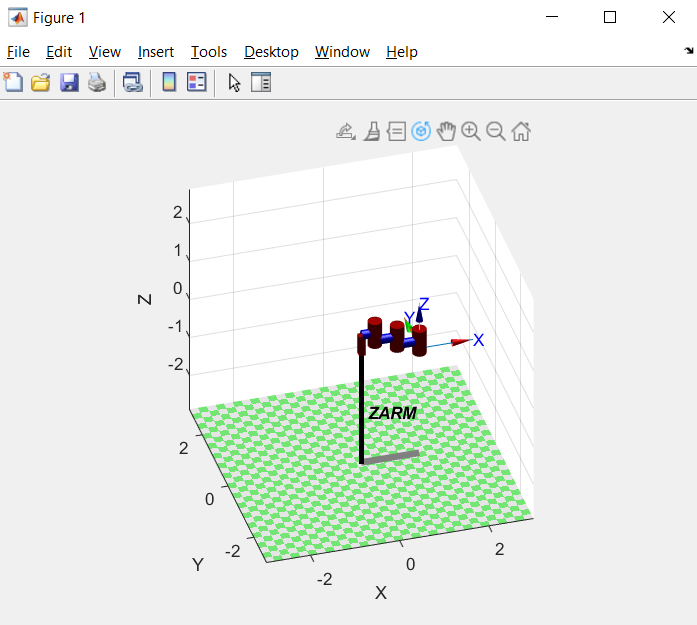 Figure 1
File Edit View Insert Tools Desktop Window Help
2
1
0
-1
-2
Z
Z
Y
X
ZARM
2
0
-2
Y
-2
0
2
X